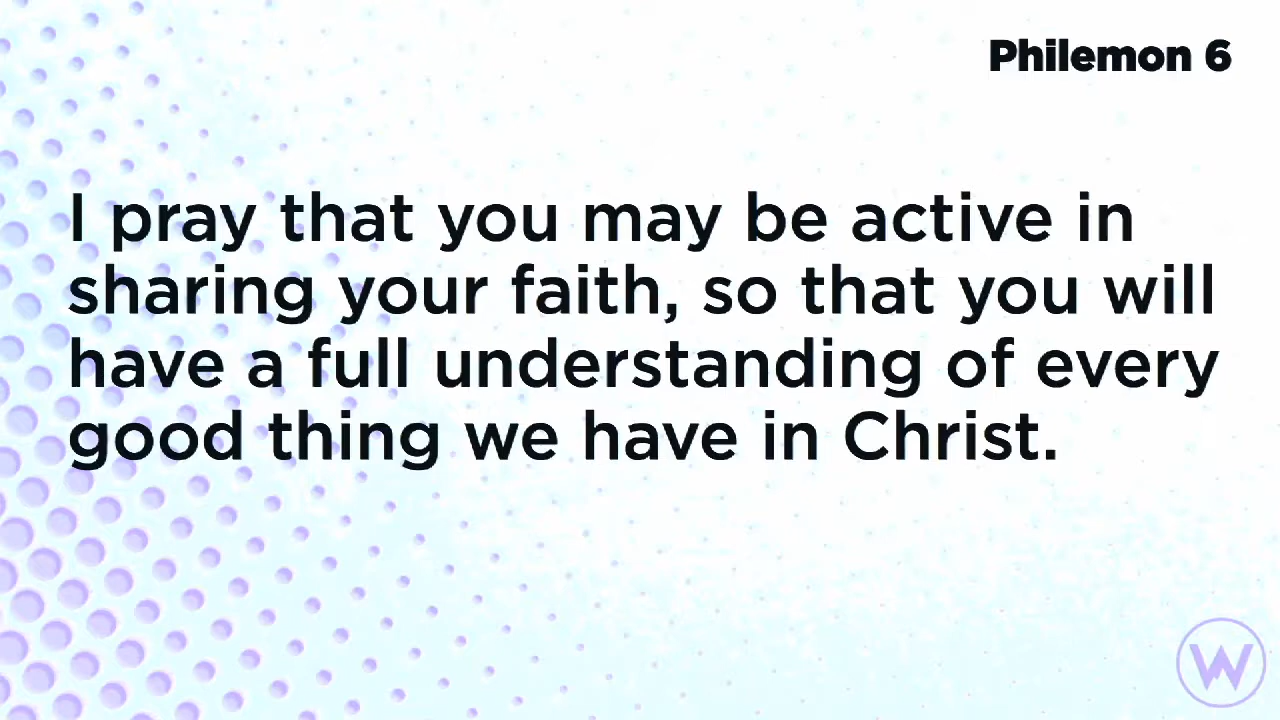 Philemon 6
I pray that you may be active in
sharing your faith, so that you will
have a full understanding of every
good thing we have in Christ.
W